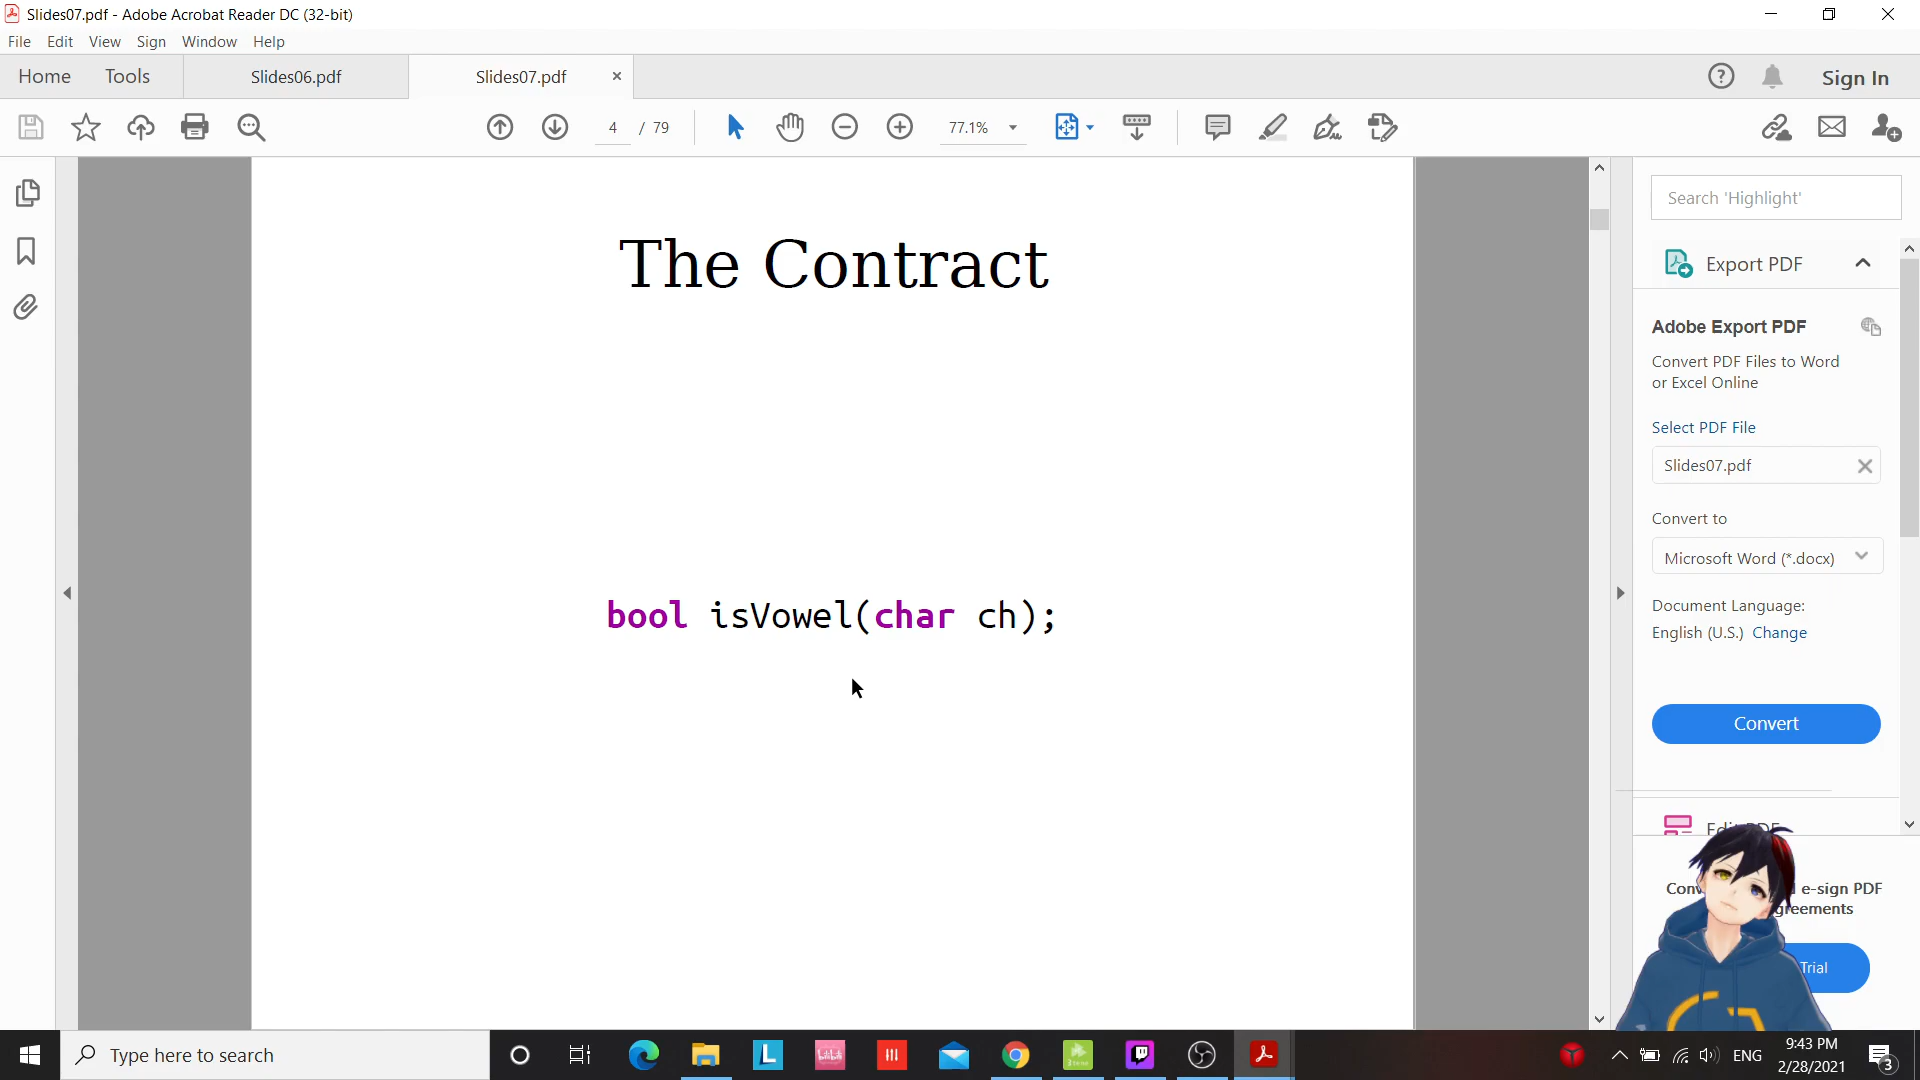 Slides07.pdf - Adobe Acrobat Reader DC (32-bit)
File Edit View Sign Window Help
Home Tools Slides06.pdf Slides07.pdf × Sign In
4 / 79 77.1%
Search 'Highlight'
Export PDF
Adobe Export PDF
Convert PDF Files to Word
or Excel Online
Select PDF File
Slides07.pdf
Convert to
Microsoft Word (*.docx)
Document Language:
English (U.S.) Change
Convert
The Contract
bool isVowel(char ch);
e-sign PDF
Trial
Type here to search
ENG
9:43 PM
2/28/2021
3